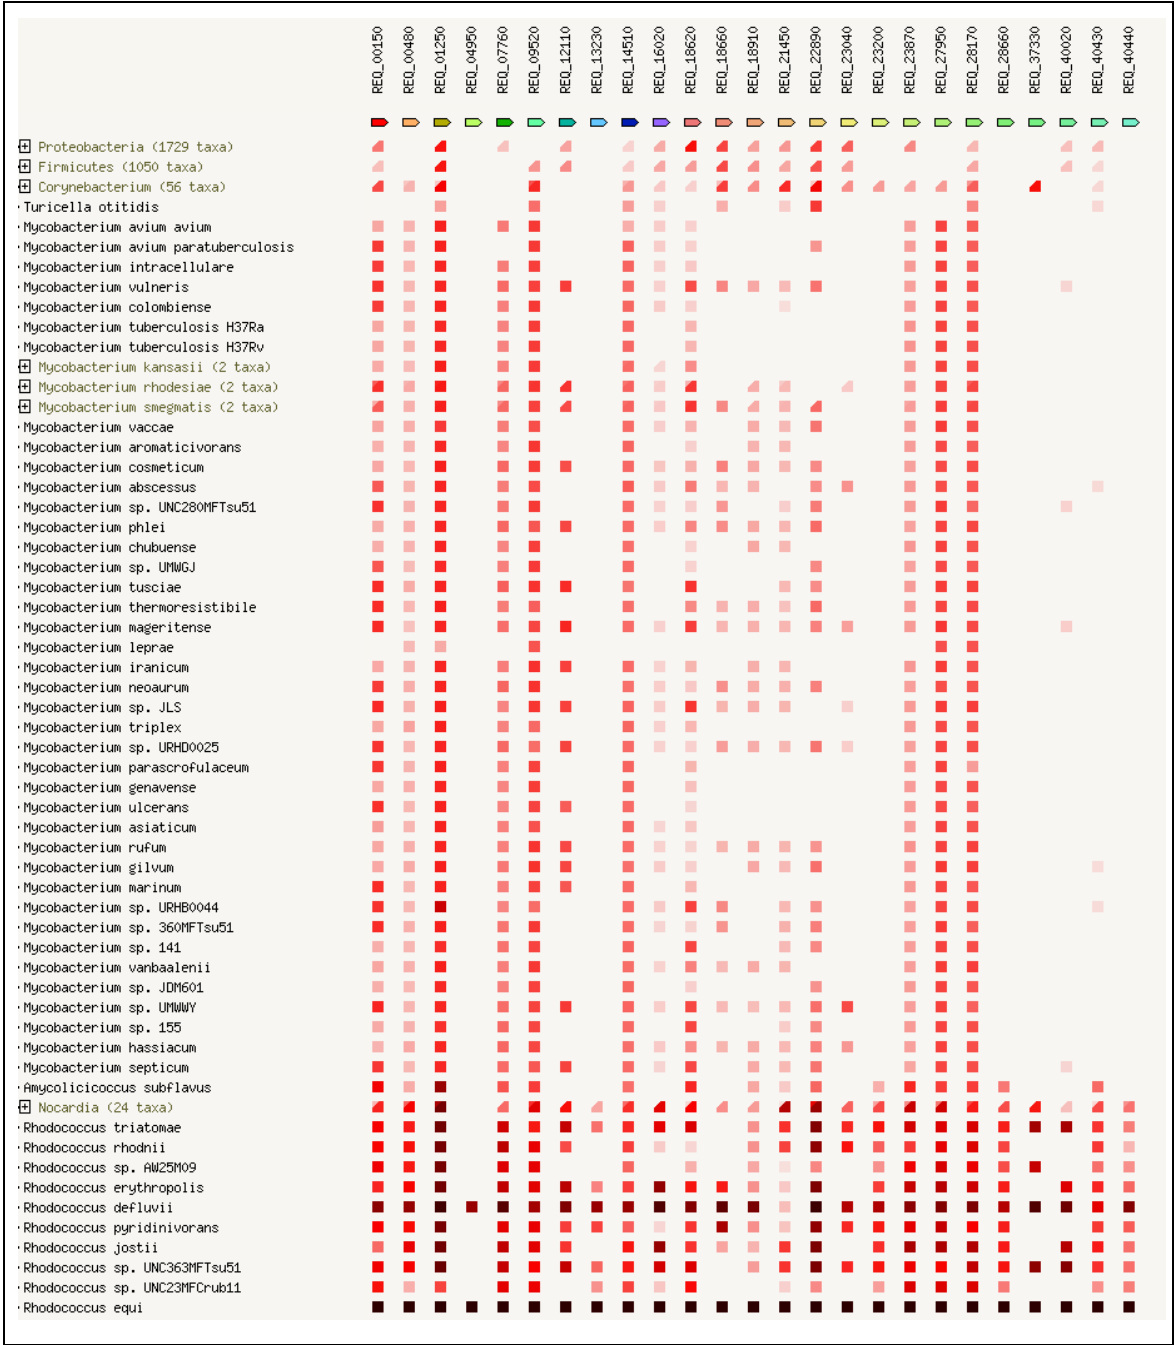 REQ_00150 REQ_00480 REQ_01250 REQ_04950 REQ_07760 REQ_09520 REQ_12110 REQ_13230 REQ_14510 REQ_16020 REQ_18620 REQ_18660 REQ_18910 REQ_21450 REQ_22890 REQ_23040 REQ_23200 REQ_23870 REQ_27950 REQ_28170 REQ_28660 REQ_37330 REQ_40020 REQ_40430 REQ_40440
Proteobacteria (1729 taxa)
Firmicutes (1050 taxa)
Corynebacterium (56 taxa)
Turicella otitidis
Mycobacterium avium avium
Mycobacterium avium paratuberculosis
Mycobacterium intracellulare
Mycobacterium vulneris
Mycobacterium colombiense
Mycobacterium tuberculosis H37Ra
Mycobacterium tuberculosis H37Rv
Mycobacterium kansasii (2 taxa)
Mycobacterium rhodesiae (2 taxa)
Mycobacterium smegmatis (2 taxa)
Mycobacterium vaccae
Mycobacterium aromaticivorans
Mycobacterium cosmeticum
Mycobacterium abscessus
Mycobacterium sp. UNC280MFTsu51
Mycobacterium phlei
Mycobacterium chubuense
Mycobacterium sp. UMWGJ
Mycobacterium tusciae
Mycobacterium thermoresistibile
Mycobacterium mageritense
Mycobacterium leprae
Mycobacterium iranicum
Mycobacterium neoaurum
Mycobacterium sp. JLS
Mycobacterium triplex
Mycobacterium sp. URHD0025
Mycobacterium parascrofulaceum
Mycobacterium genavense
Mycobacterium ulcerans
Mycobacterium asiaticum
Mycobacterium rufum
Mycobacterium gilvum
Mycobacterium marinum
Mycobacterium sp. URHB0044
Mycobacterium sp. 360MFTsu51
Mycobacterium sp. 141
Mycobacterium vanbaalenii
Mycobacterium sp. JDM601
Mycobacterium sp. UMWWY
Mycobacterium sp. 155
Mycobacterium hassiacum
Mycobacterium septicum
Amycolicicoccus subflavus
Nocardia (24 taxa)
Rhodococcus triatomae
Rhodococcus rhodnii
Rhodococcus sp. AW25M09
Rhodococcus erythropolis
Rhodococcus defluvii
Rhodococcus pyridinivorans
Rhodococcus jostii
Rhodococcus sp. UNC363MFTsu51
Rhodococcus sp. UNC23MFCrub11
Rhodococcus equi